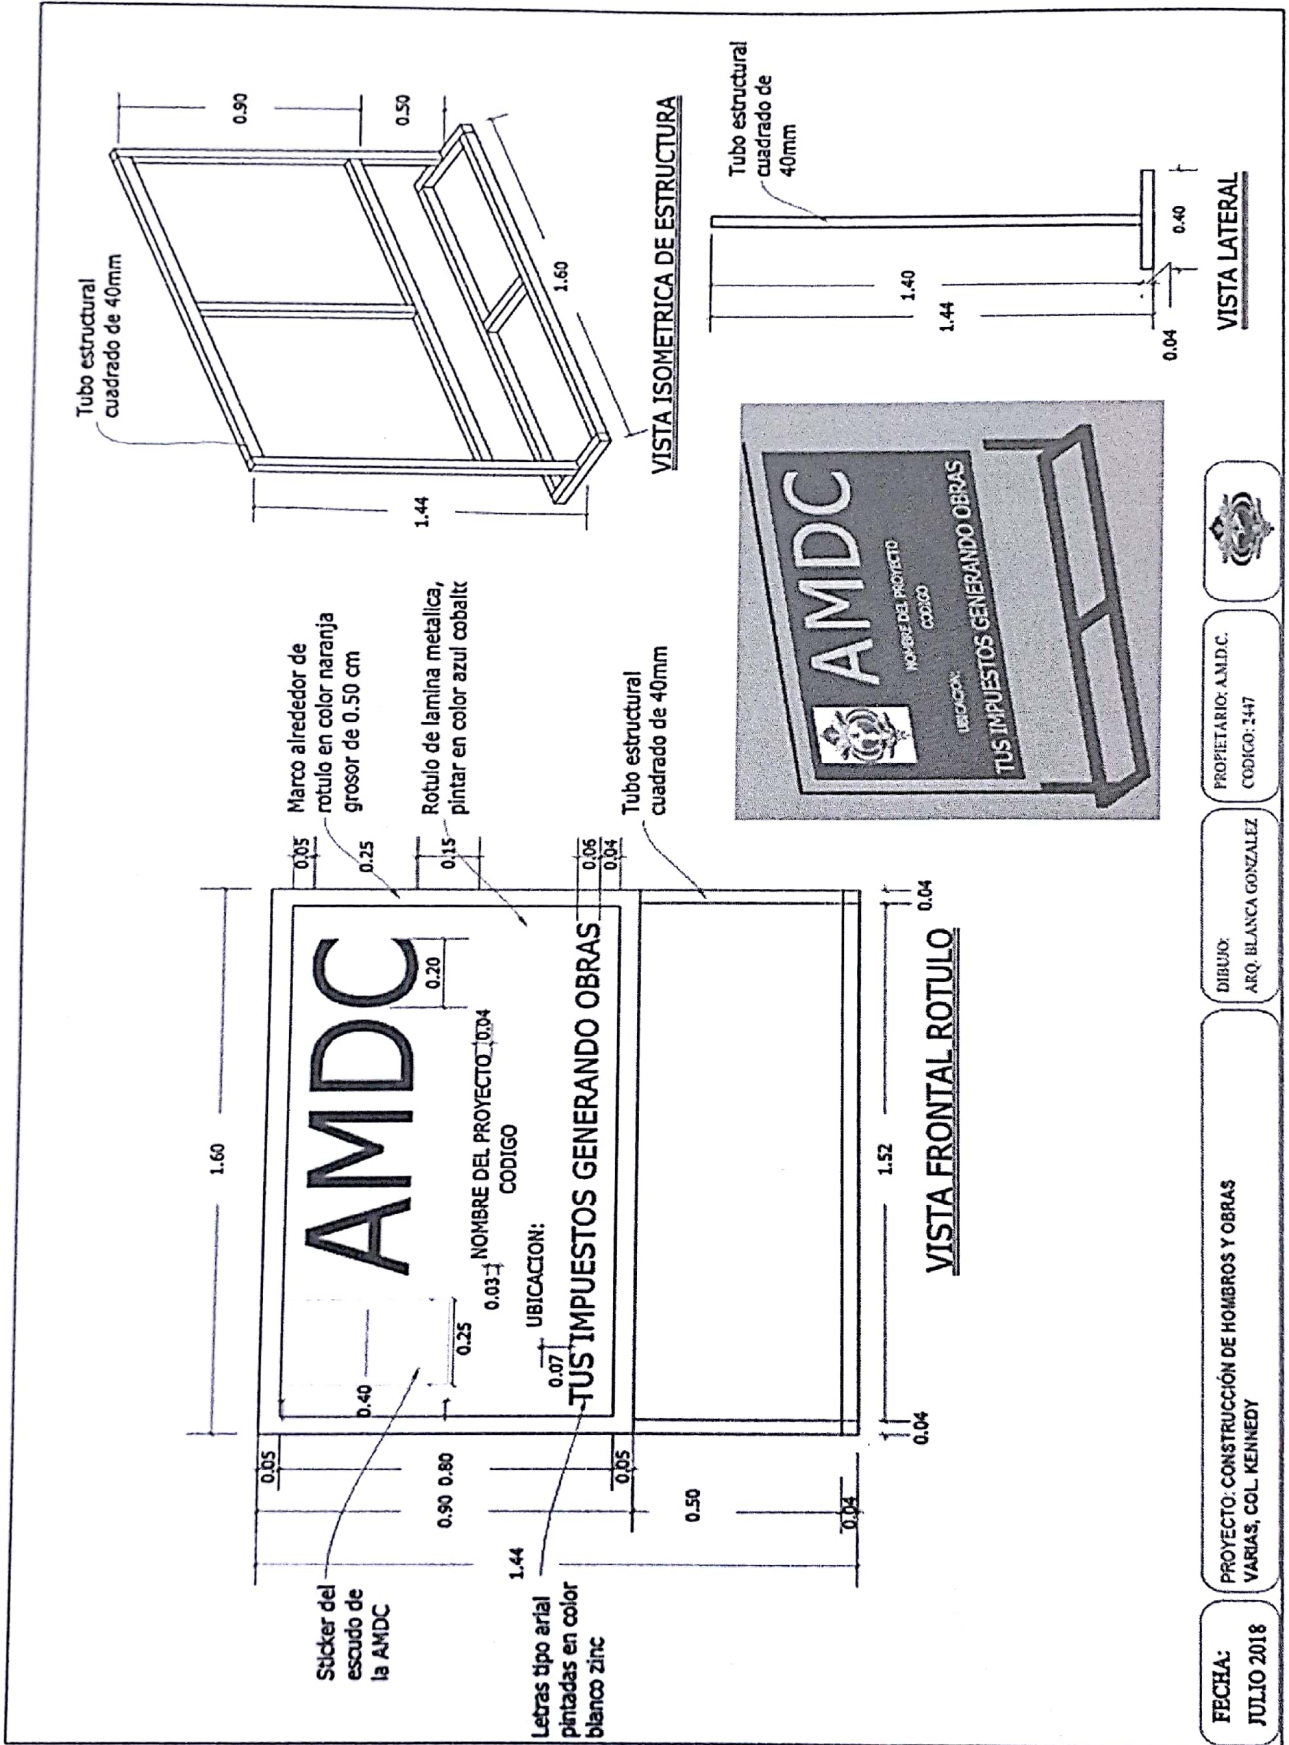 Sticker del
escudo de
la AMDC
Letras tipo arial
pintadas en color
blanco zinc
1.44
0.90
0.80
0.05
0.05
0.50
0.04
1.60
0.40
0.25
AMDC
0.20
0.03
NOMBRE DEL PROYECTO
0.04
CODIGO
UBICACION:
0.07
TUS IMPUESTOS GENERANDO OBRAS
0.05
0.25
0.15
0.06
0.04
0.04
1.52
0.04
VISTA FRONTAL ROTULO
Marco alrededor de
rotulo en color naranja
grosor de 0.50 cm
Rotulo de lamina metalica,
pintar en color azul cobalto
Tubo estructural
cuadrado de 40mm
Tubo estructural
cuadrado de 40mm
0.90
0.50
1.44
1.60
VISTA ISOMETRICA DE ESTRUCTURA
AMDC
NOMBRE DEL PROYECTO
CODIGO
UBICACION:
TUS IMPUESTOS GENERANDO OBRAS
Tubo estructural
cuadrado de
40mm
1.40
1.44
0.04
0.40
VISTA LATERAL
FECHA:
JULIO 2018
PROYECTO: CONSTRUCCIÓN DE HOMBROS Y OBRAS
VARIAS, COL. KENNEDY
DIBUJO:
ARQ. BLANCA GONZALEZ
PROPIETARIO: A.M.D.C.
CODIGO: 2447